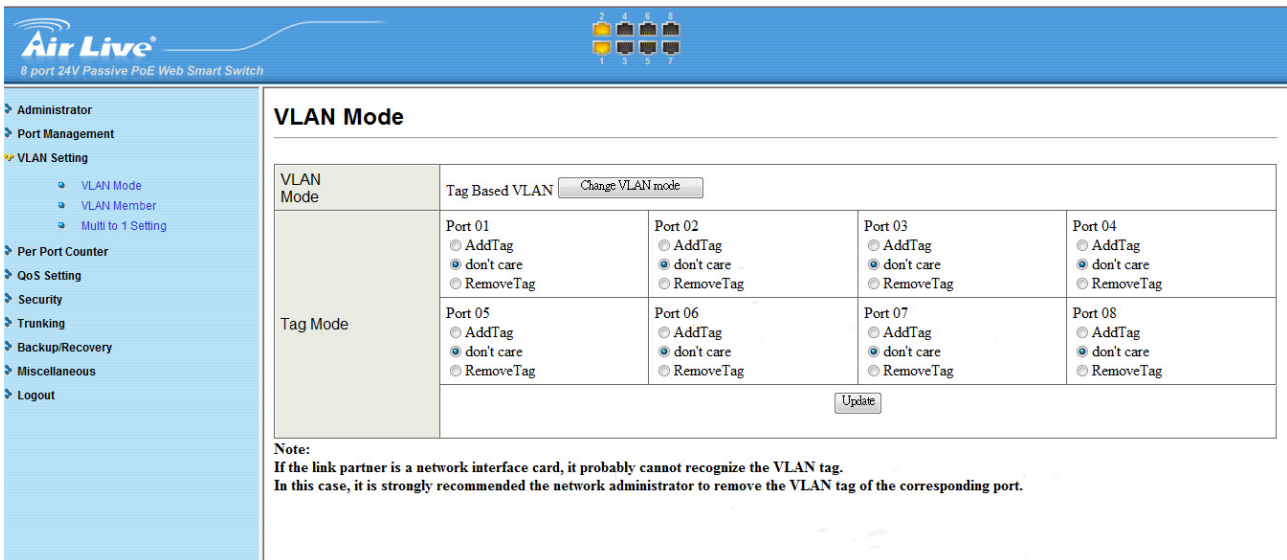 2 4 6 8
Air Live®
1 3 5 7
8 port 24V Passive PoE Web Smart Switch
Administrator
Port Management
VLAN Setting
VLAN Mode
VLAN Member
Multi to 1 Setting
Per Port Counter
QoS Setting
Security
Trunking
Backup/Recovery
Miscellaneous
Logout
VLAN Mode
VLAN
Mode
Tag Based VLAN Change VLAN mode
Tag Mode
Port 01 Port 02 Port 03 Port 04
AddTag AddTag AddTag AddTag
don't care don't care don't care don't care
RemoveTag RemoveTag RemoveTag RemoveTag
Port 05 Port 06 Port 07 Port 08
AddTag AddTag AddTag AddTag
don't care don't care don't care don't care
RemoveTag RemoveTag RemoveTag RemoveTag
Update
Note:
If the link partner is a network interface card, it probably cannot recognize the VLAN tag.
In this case, it is strongly recommended the network administrator to remove the VLAN tag of the corresponding port.